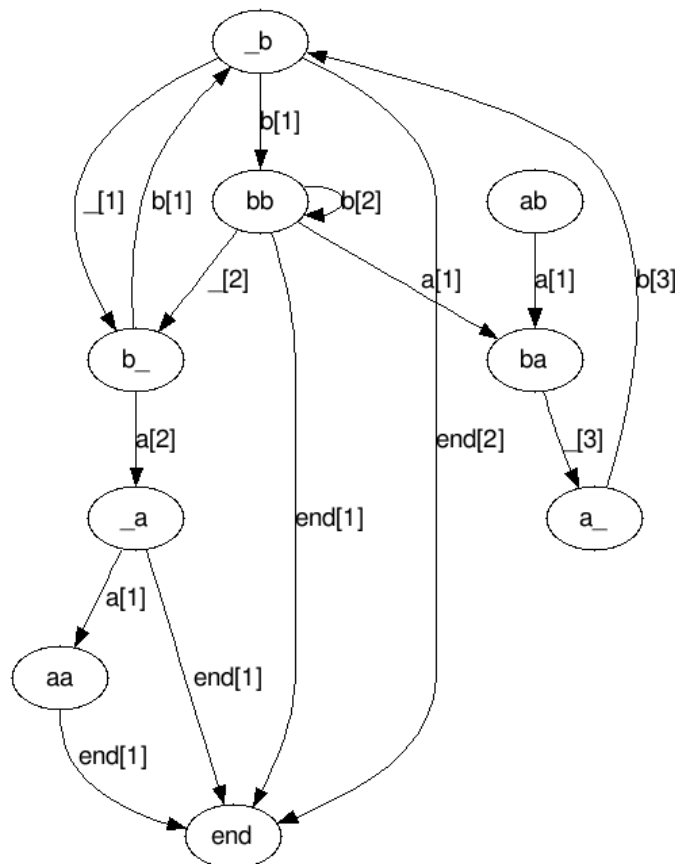 _b
b[1]
_[1]
b[1]
bb
b[2]
ab
_[2]
a[1]
a[1]
b[3]
b_
ba
a[2]
end[2]
_[3]
_a
end[1]
a_
a[1]
aa
end[1]
end[1]
end